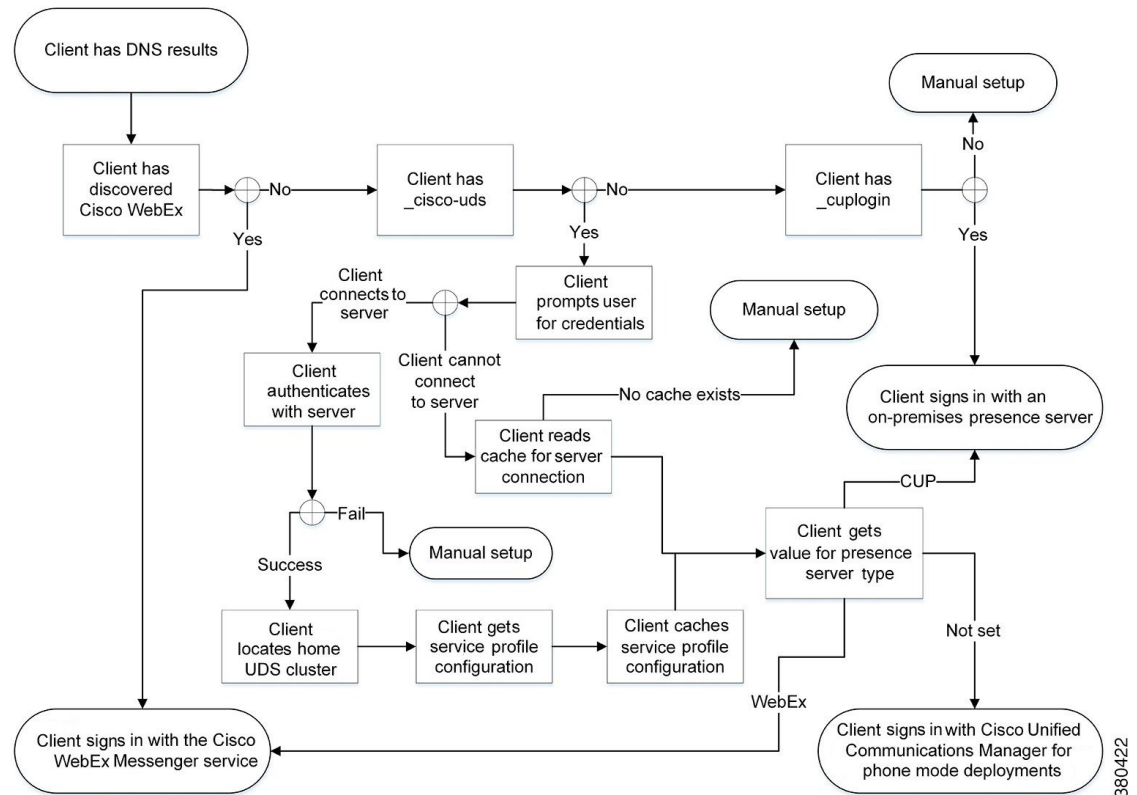 Client has DNS results
Manual setup
No
Client has
discovered
Cisco WebEx
No
Client has
_cisco-uds
No
Client has
_cuplogin
Yes
Yes
Yes
Client
connects to
server
Client
prompts user
for credentials
Manual setup
Client
authenticates
with server
Client cannot
connect
to server
No cache exists
Client signs in with an
on-premises presence
server
Client reads
cache for server
connection
CUP
Fail
Manual setup
Client gets
value for presence
server type
Success
Client
locates home
UDS cluster
Client gets
service profile
configuration
Client caches
service profile
configuration
Not set
WebEx
Client signs in with the Cisco
WebEx Messenger service
Client signs in with Cisco Unified
Communications Manager for
phone mode deployments
380422